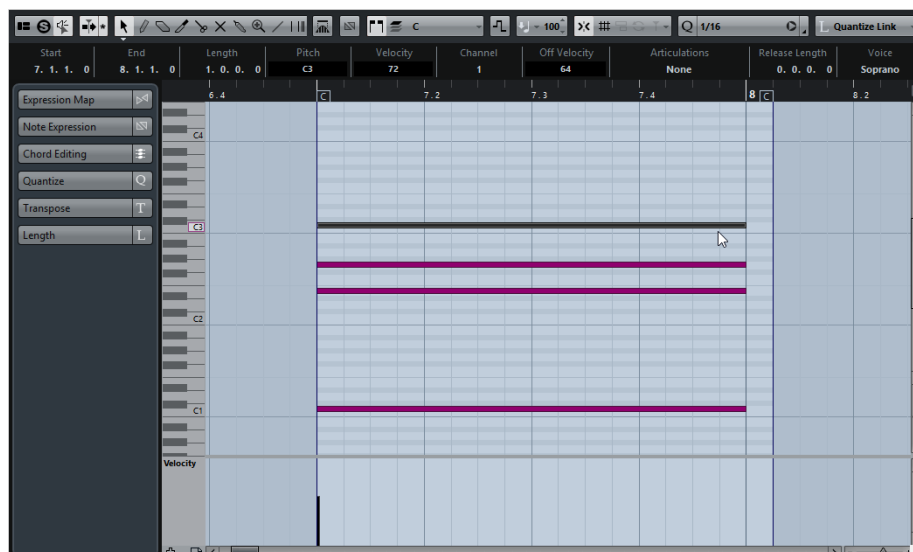 C 100 Q 1/16 L Quantize Link
Start End Length Pitch Velocity Channel Off Velocity Articulations Release Length Voice
7. 1. 1. 0 8. 1. 1. 0 1. 0. 0. 0 C3 72 1 64 None 0. 0. 0. 0 Soprano
6.4 C 7.2 7.3 7.4 8 C 8.2
Expression Map
Note Expression
C4
Chord Editing
Quantize Q
Transpose T
C3
Length L
C2
C1
Velocity